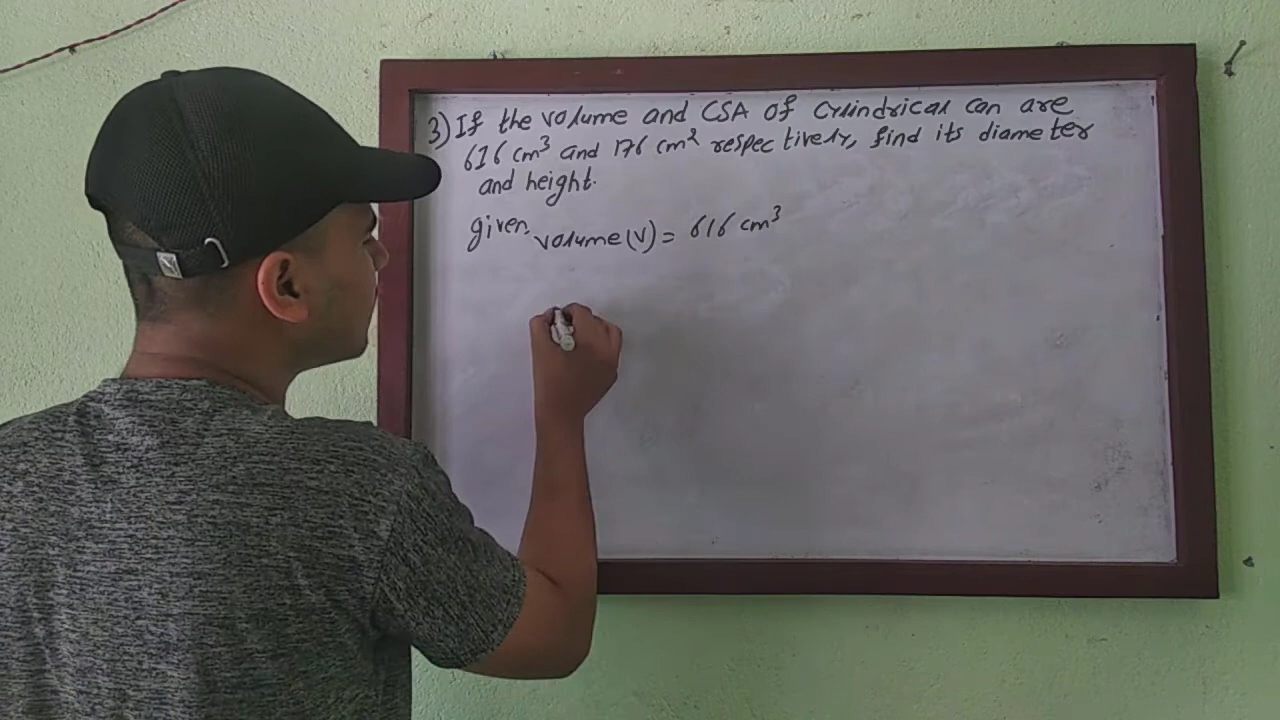 3) If the volume and CSA of Cylindrical can are
616 cm³ and 176 cm² respectively, find its diameter
and height.
given, volume (v) = 616 cm³